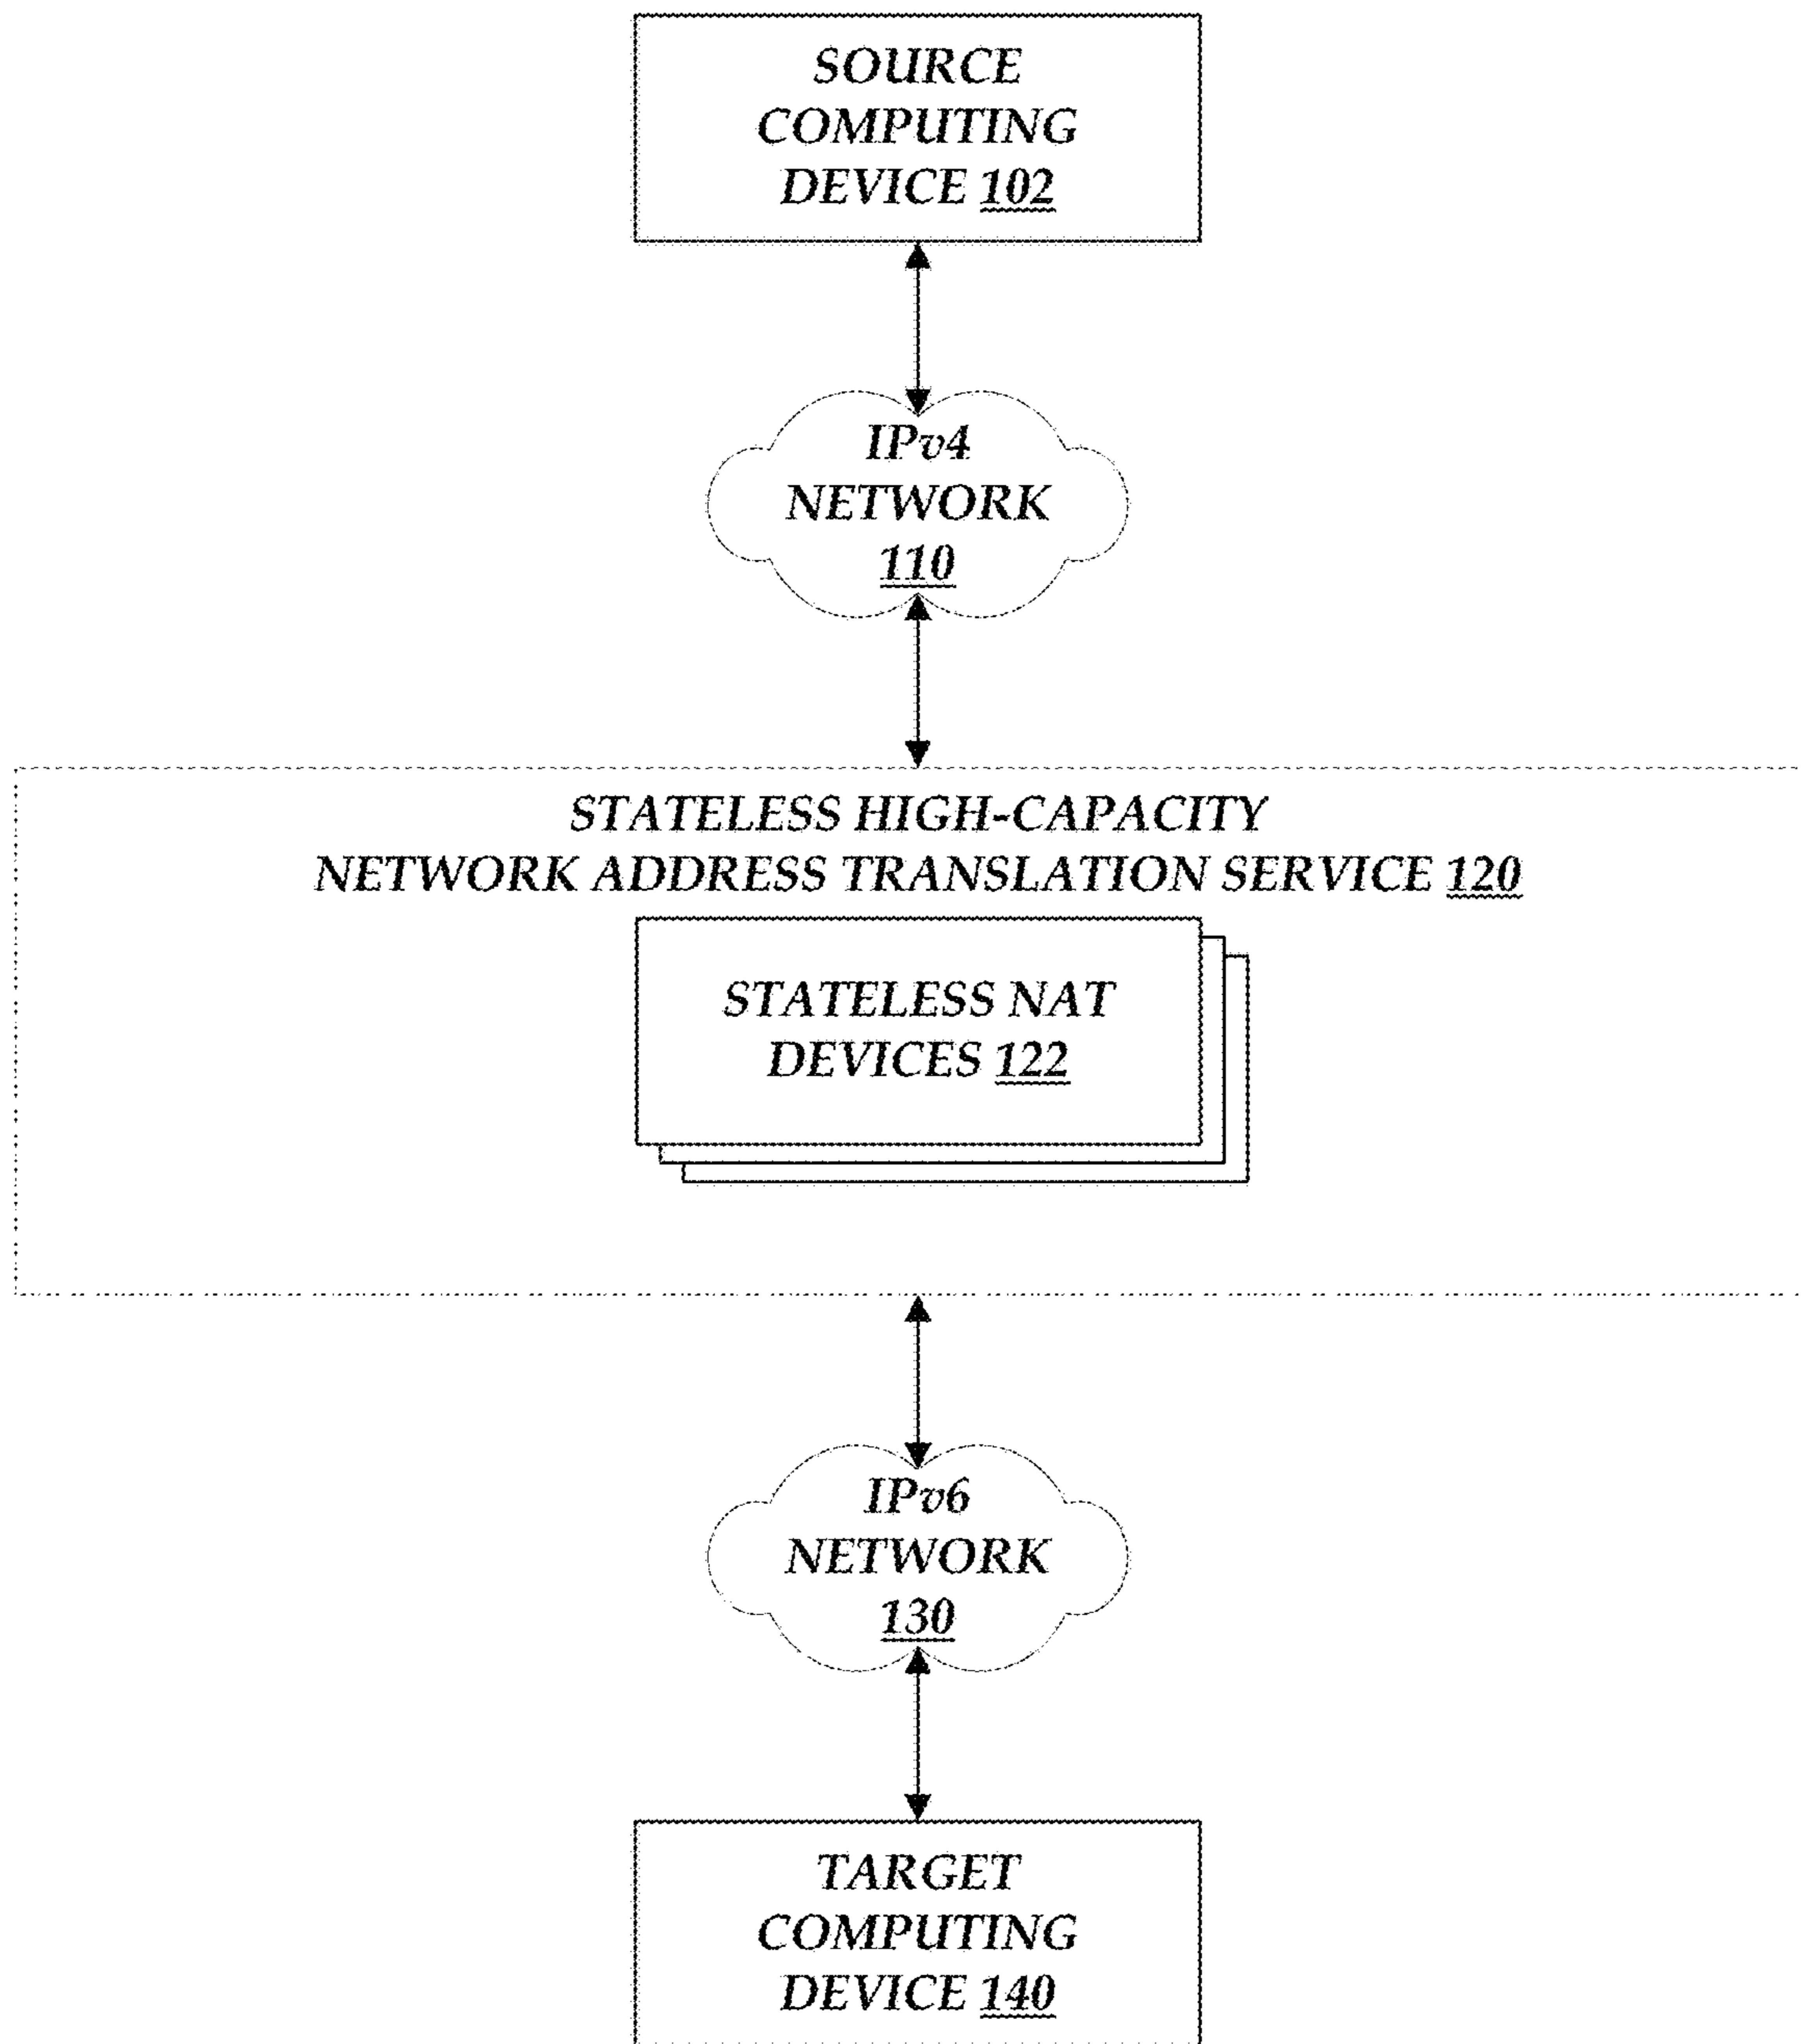 SOURCE
COMPUTING
DEVICE 102
IPv4
NETWORK
110
STATELESS HIGH-CAPACITY
NETWORK ADDRESS TRANSLATION SERVICE 120
STATELESS NAT
DEVICES 122
IPv6
NETWORK
130
TARGET
COMPUTING
DEVICE 140